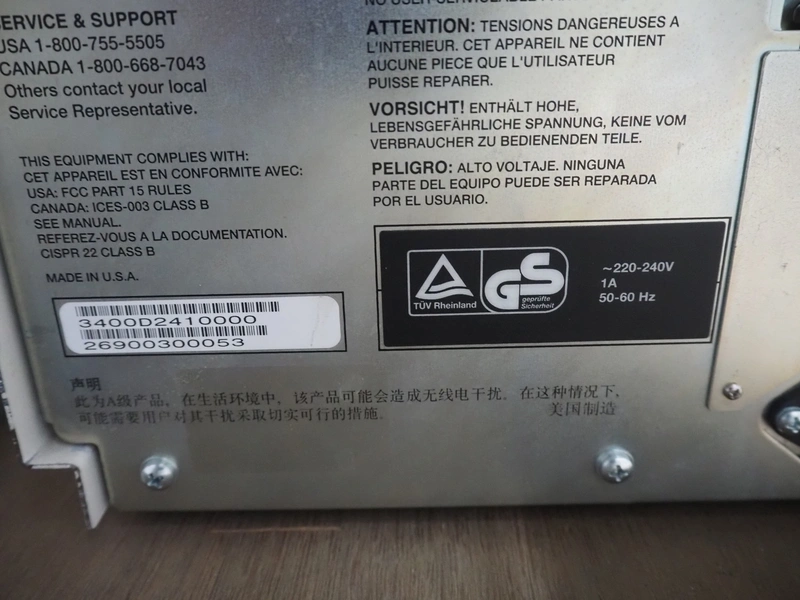 SERVICE & SUPPORT
USA 1-800-755-5505
CANADA 1-800-668-7043
Others contact your local
Service Representative.
THIS EQUIPMENT COMPLIES WITH:
CET APPAREIL EST EN CONFORMITE AVEC:
USA: FCC PART 15 RULES
CANADA: ICES-003 CLASS B
SEE MANUAL.
REFEREZ-VOUS A LA DOCUMENTATION.
CISPR 22 CLASS B
MADE IN U.S.A.
3400D2410000
26900300053
ATTENTION: TENSIONS DANGEREUSES A
L'INTERIEUR. CET APPAREIL NE CONTIENT
AUCUNE PIECE QUE L'UTILISATEUR
PUISSE REPARER.
VORSICHT! ENTHÄLT HOHE,
LEBENSGEFÄHRLICHE SPANNUNG, KEINE VOM
VERBRAUCHER ZU BEDIENENDEN TEILE.
PELIGRO: ALTO VOLTAJE. NINGUNA
PARTE DEL EQUIPO PUEDE SER REPARADA
POR EL USUARIO.
TÜV Rheinland
GS
geprüfte
Sicherheit
~220-240V
1A
50-60 Hz
声明
此为A级产品，在生活环境中，该产品可能会造成无线电干扰。在这种情况下，
可能需要用户对其干扰采取切实可行的措施。
美国制造